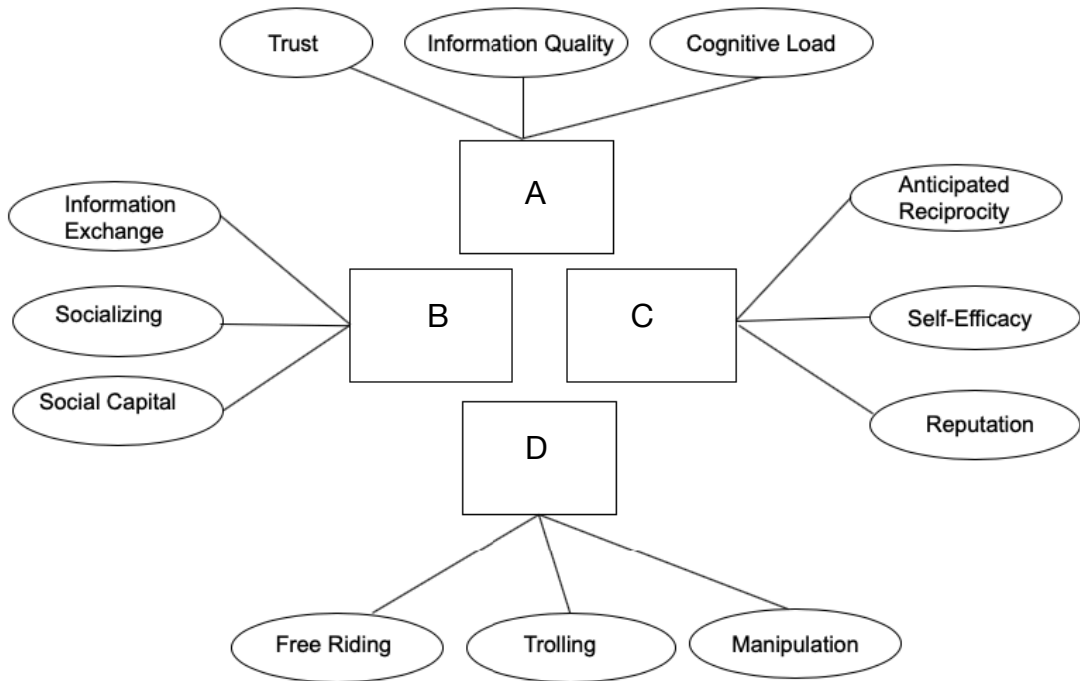 Trust
Information Quality
Cognitive Load
A
Information
Exchange
Anticipated
Reciprocity
B
C
Socializing
Self-Efficacy
Social Capital
Reputation
D
Free Riding
Trolling
Manipulation